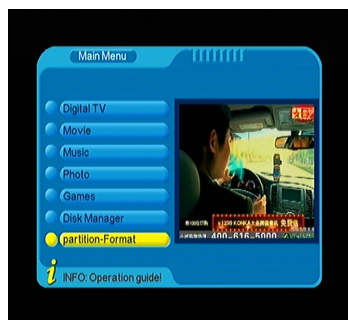 Main Menu
Digital TV
Movie
Music
Photo
Games
Disk Manager
partition-Format
400-616-5000
INFO: Operation guide!